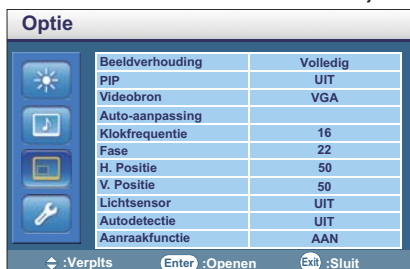 Optie
Beeldverhouding Volledig
PIP UIT
Videobron VGA
Auto-aanpassing
Klokfrequentie 16
Fase 22
H. Positie 50
V. Positie 50
Lichtsensor UIT
Autodetectie UIT
Aanraakfunctie AAN
:Verplts Enter :Openen Exit :Sluit